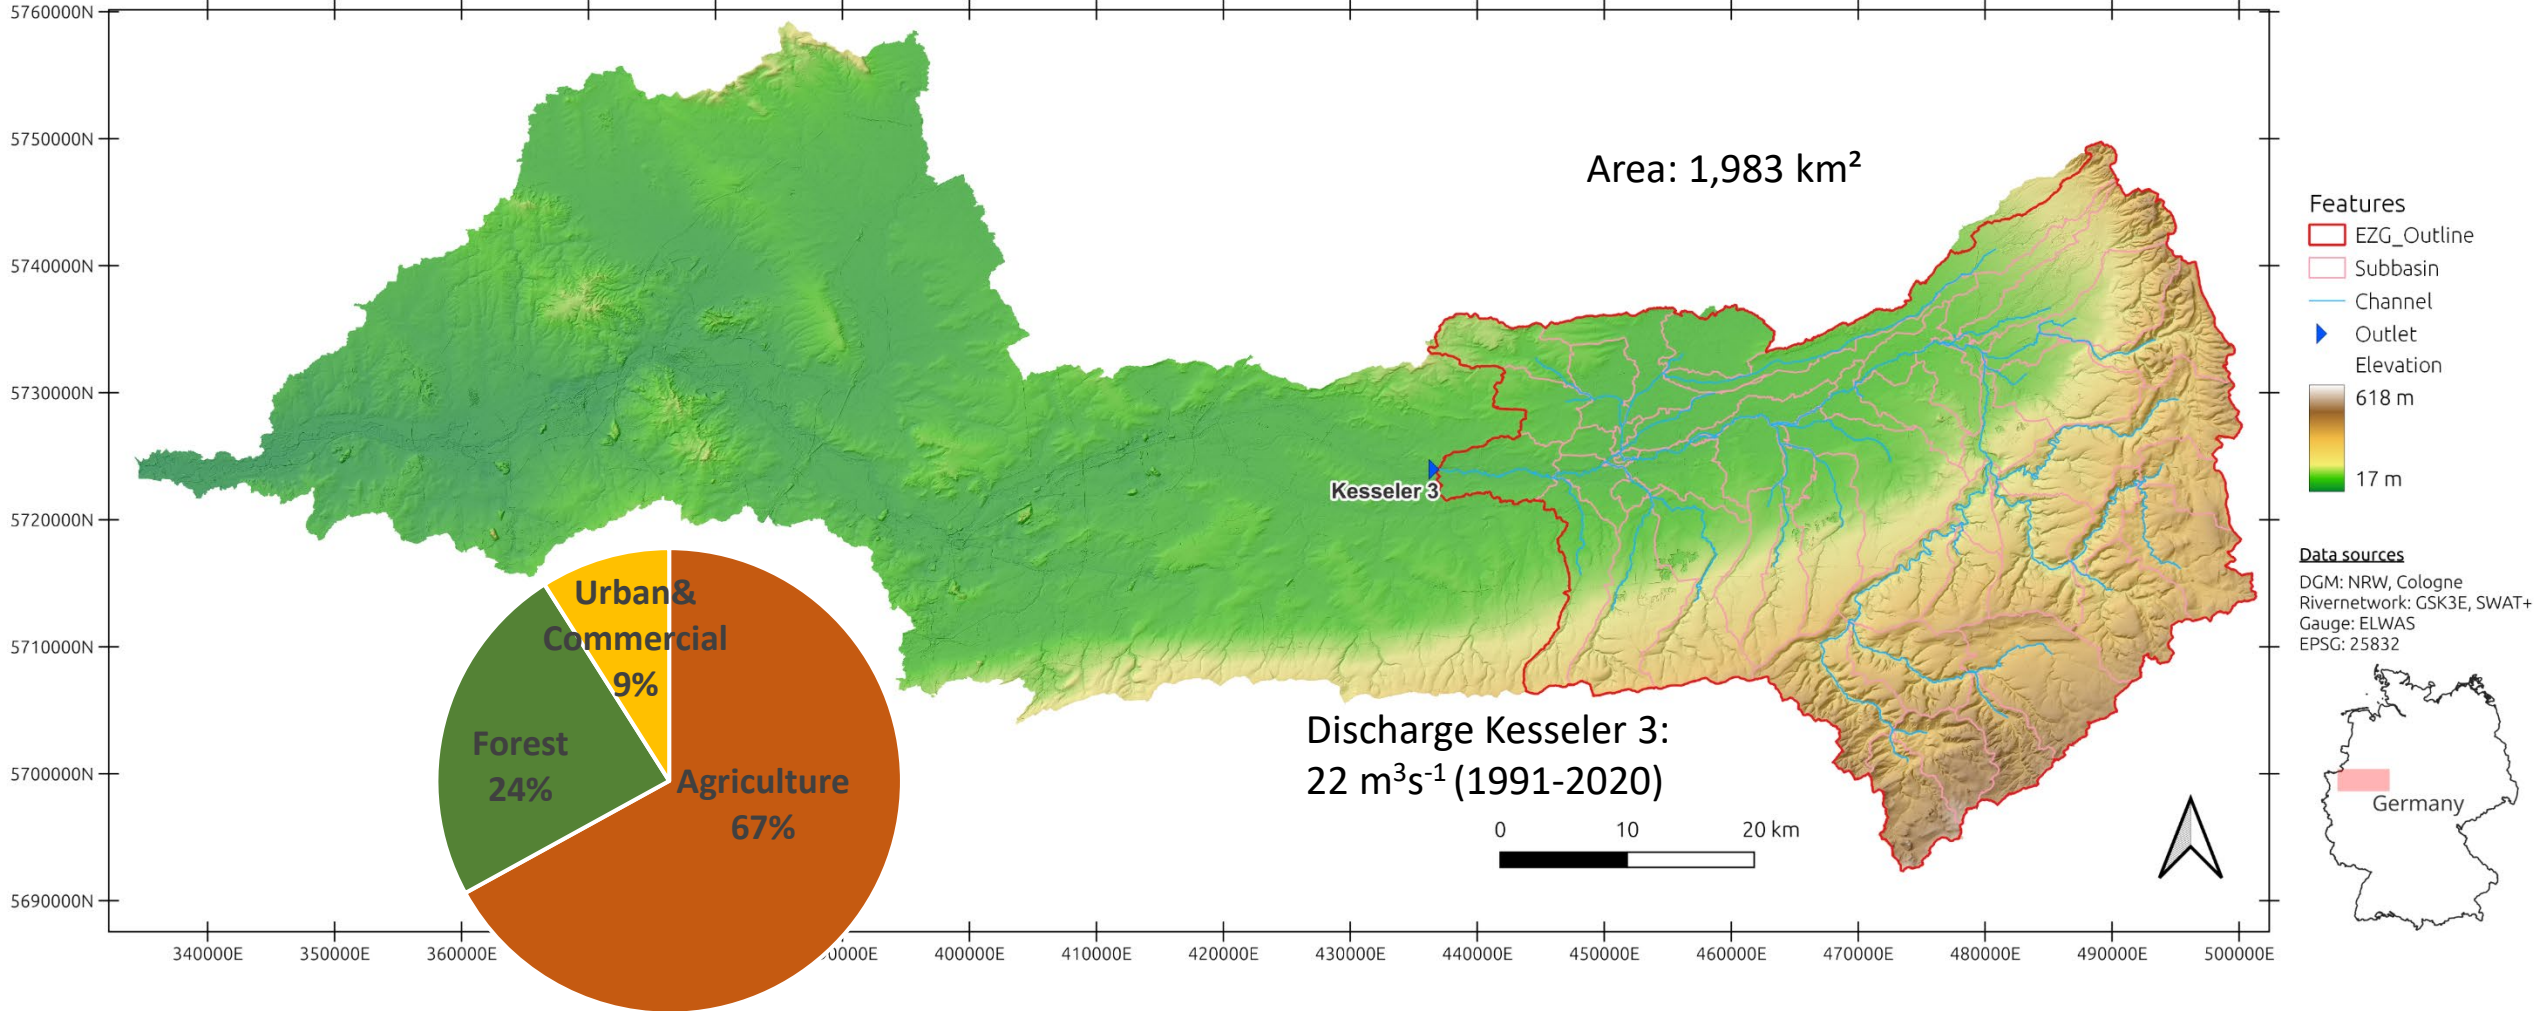 5760000N
5750000N
5740000N
5730000N
5720000N
5710000N
5700000N
5690000N
Area: 1,983 km²
Kesseler 3
Discharge Kesseler 3:
22 m³s⁻¹ (1991-2020)
0 10 20 km
Urban&
Commercial
9%
Forest
24%
Agriculture
67%
340000E 350000E 360000E 400000E 410000E 420000E 430000E 440000E 450000E 460000E 470000E 480000E 490000E 500000E
Features
EZG_Outline
Subbasin
Channel
Outlet
Elevation
618 m
17 m
Data sources
DGM: NRW, Cologne
Rivernetwork: GSK3E, SWAT+
Gauge: ELWAS
EPSG: 25832
Germany